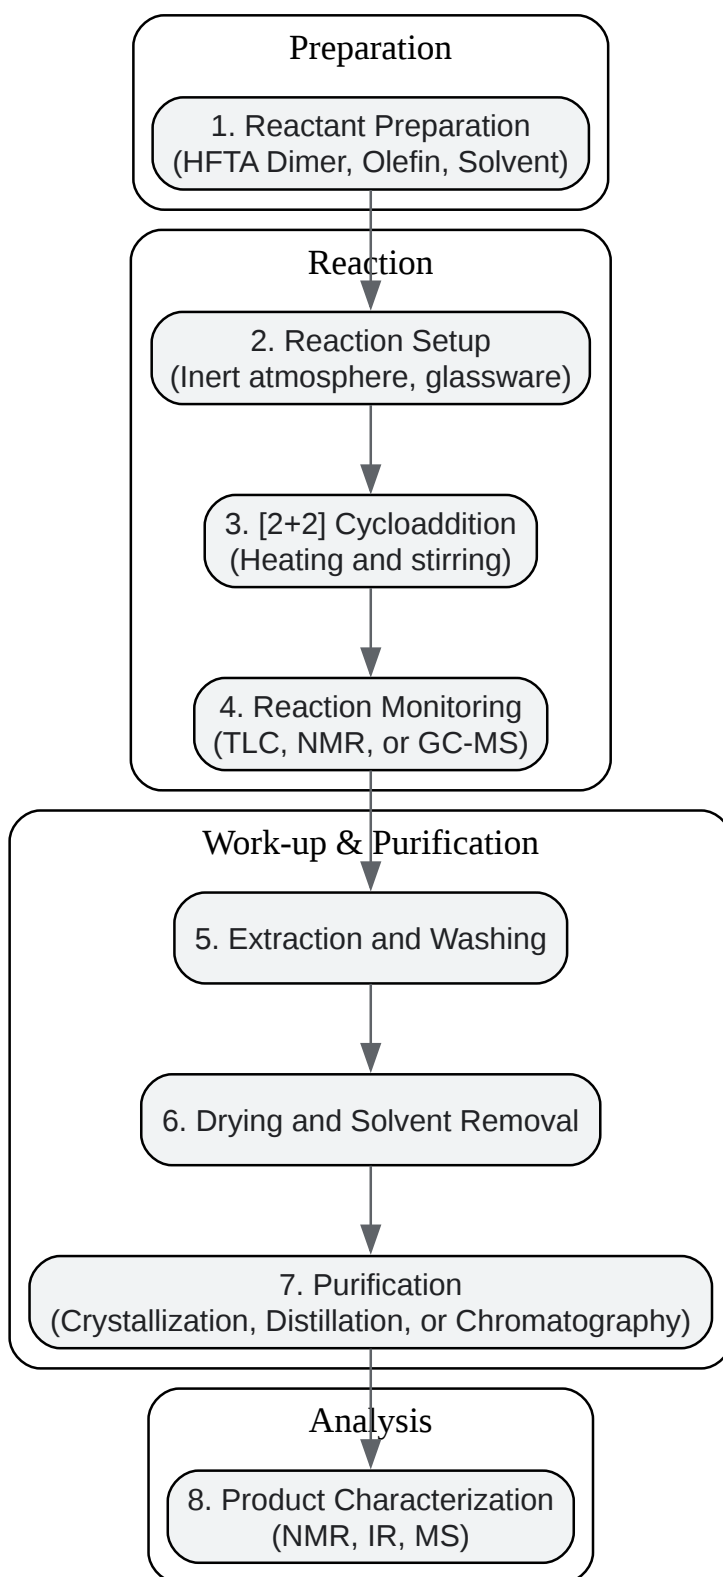 Preparation
1. Reactant Preparation
(HFTA Dimer, Olefin, Solvent)
Reaction
2. Reaction Setup
(Inert atmosphere, glassware)
3. [2+2] Cycloaddition
(Heating and stirring)
4. Reaction Monitoring
(TLC, NMR, or GC-MS)
Work-up & Purification
5. Extraction and Washing
6. Drying and Solvent Removal
7. Purification
(Crystallization, Distillation, or Chromatography)
Analysis
8. Product Characterization
(NMR, IR, MS)